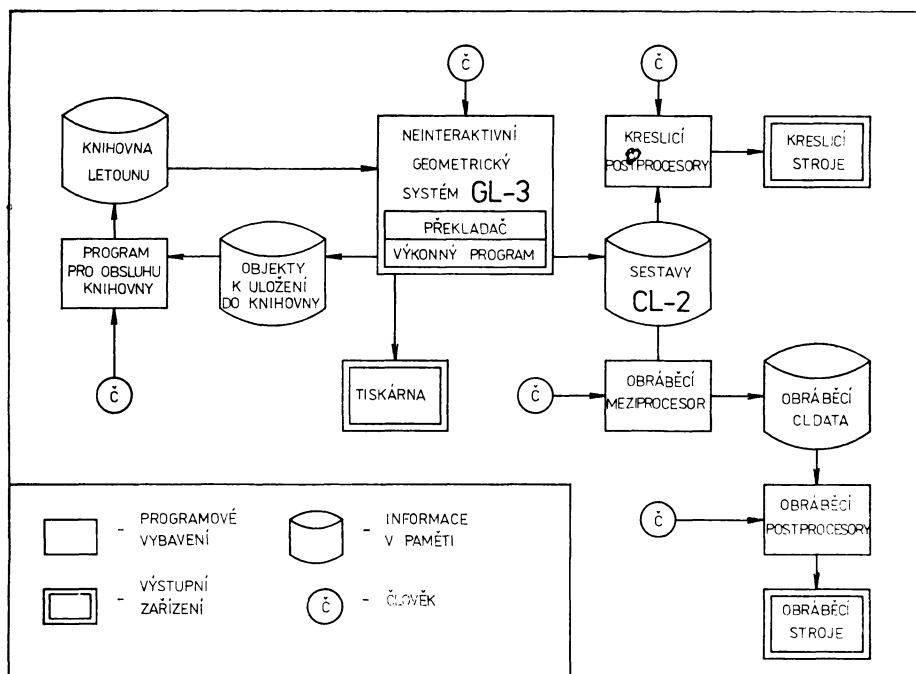 Č
Č
KNIHOVNA
LETOUNU
NEINTERAKTIVNÍ
GEOMETRICKÝ
SYSTÉM GL-3
PŘEKLADAČ
VÝKONNÝ PROGRAM
KRESLICÍ
POSTPROCESORY
KRESLICÍ
STROJE
PROGRAM
PRO OBSLUHU
KNIHOVNY
OBJEKTY
K ULOŽENÍ
DO KNIHOVNY
SESTAVY
CL-2
Č
TISKÁRNA
Č
OBRÁBĚCÍ
MEZIPROCESOR
OBRÁBĚCÍ
CLDATA
Č
OBRÁBĚCÍ
POSTPROCESORY
OBRÁBĚCÍ
STROJE
- PROGRAMOVÉ
VYBAVENÍ
- INFORMACE
V PAMĚTI
- VÝSTUPNÍ
ZAŘÍZENÍ
Č - ČLOVĚK